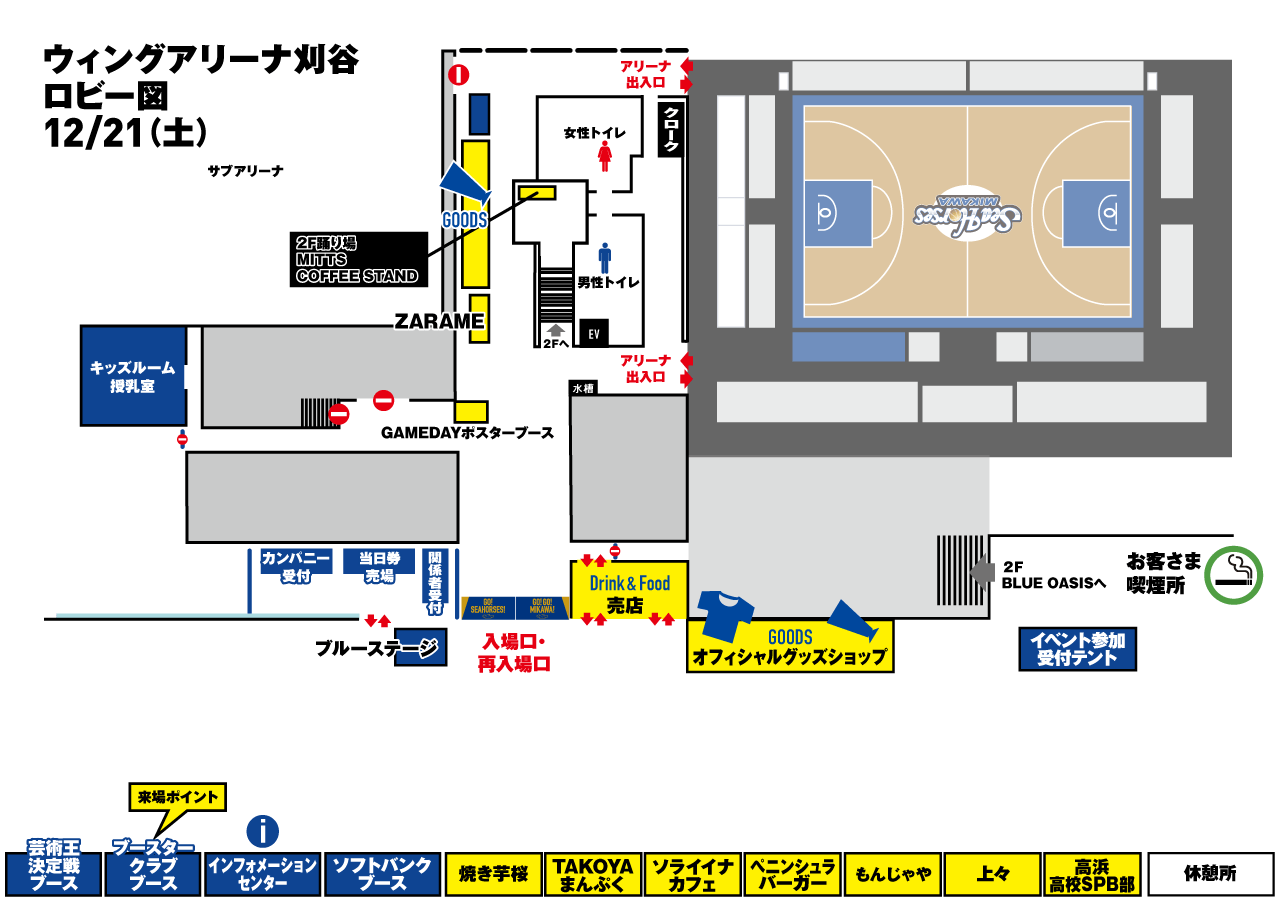 ウィングアリーナ刈谷
ロビー図
12/21(土)
サブアリーナ
アリーナ
出入口
クローク
女性トイレ
GOODS
2F踊り場
MITTS
COFFEE STAND
男性トイレ
ZARAME
2Fへ
EV
アリーナ
出入口
SeaHorses
MIKAWA
キッズルーム
授乳室
水槽
GAMEDAYポスターブース
カンパニー
受付
当日券
売場
関係者受付
GO!
SEAHORSES!
GO! GO!
MIKAWA!
Drink & Food
売店
入場口・
再入場口
ブルーステージ
GOODS
オフィシャルグッズショップ
2F
BLUE OASISへ
お客さま
喫煙所
イベント参加
受付テント
来場ポイント
芸術王
決定戦
ブース
ブースター
クラブ
ブース
i
インフォメーション
センター
ソフトバンク
ブース
焼き芋桜
TAKOYA
まんぷく
ソライイナ
カフェ
ペニンシュラ
バーガー
もんじゃや
上々
高浜
高校SPB部
休憩所